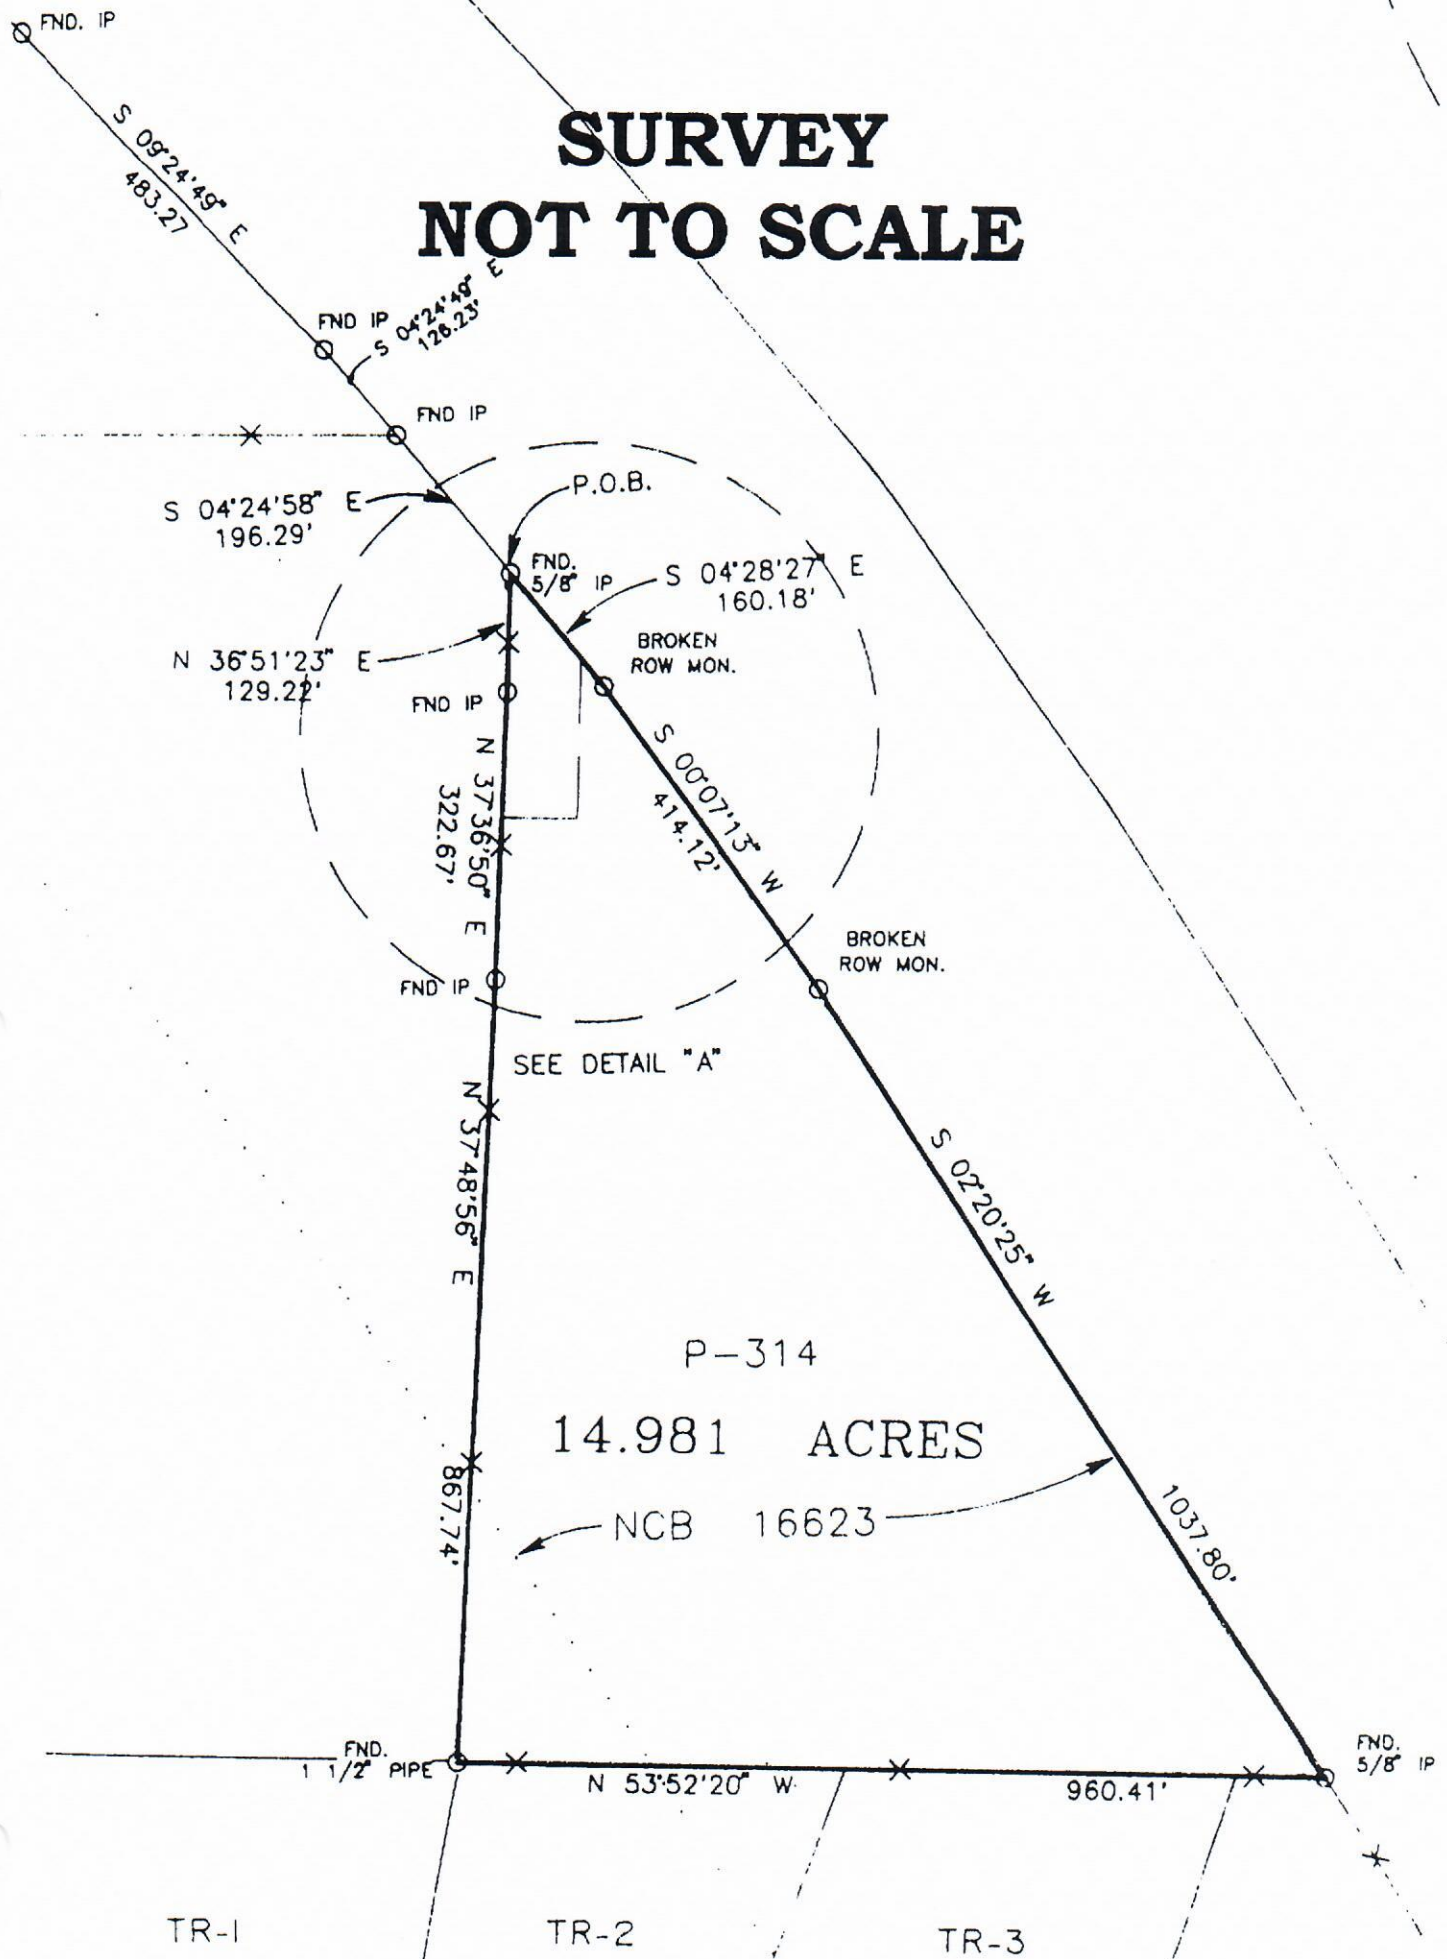 FND. IP
S 09°24'49" E
483.27
SURVEY
NOT TO SCALE
FND IP
S 04°24'49" E
126.23'
FND IP
S 04°24'58" E
196.29'
P.O.B.
FND.
5/8" IP
S 04°28'27" E
160.18'
N 36°51'23" E
129.22'
BROKEN
ROW MON.
FND IP
N 37°36'50" E
322.67'
S 00°07'13" W
414.12'
BROKEN
ROW MON.
FND IP
SEE DETAIL "A"
N 37°48'56" E
867.74'
S 02°20'25" W
1037.80'
P-314
14.981 ACRES
NCB 16623
FND.
1 1/2" PIPE
N 53°52'20" W
960.41'
FND.
5/8" IP
TR-1
TR-2
TR-3